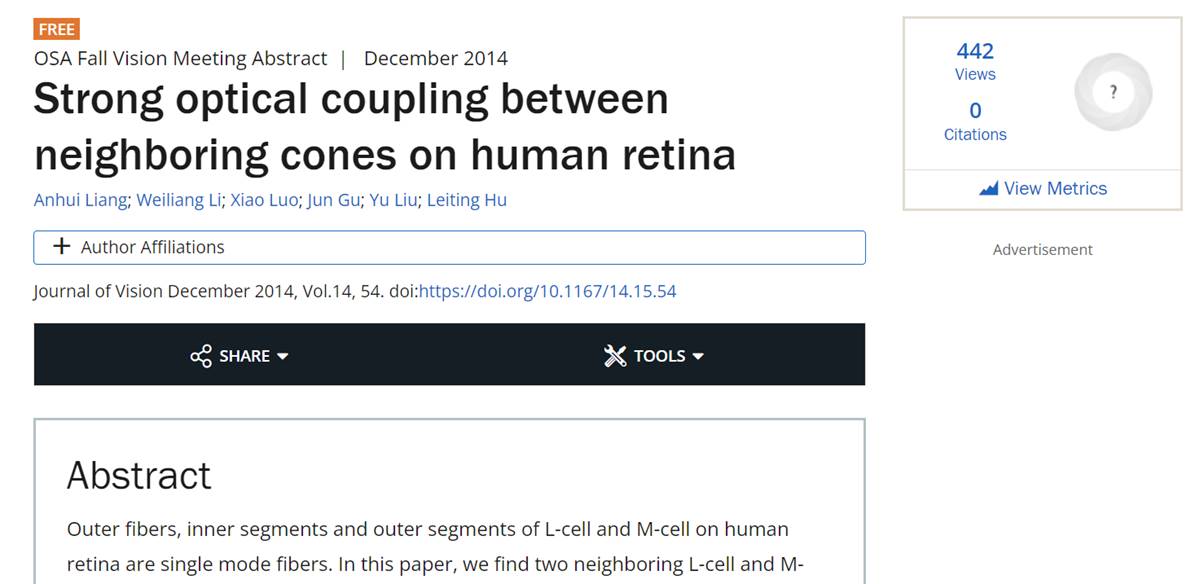 FREE
OSA Fall Vision Meeting Abstract | December 2014
Strong optical coupling between
neighboring cones on human retina
Anhui Liang; Weiliang Li; Xiao Luo; Jun Gu; Yu Liu; Leiting Hu
+ Author Affiliations
Journal of Vision December 2014, Vol.14, 54. doi:https://doi.org/10.1167/14.15.54
SHARE TOOLS
Abstract
Outer fibers, inner segments and outer segments of L-cell and M-cell on human
retina are single mode fibers. In this paper, we find two neighboring L-cell and M-
442
Views
0
Citations
?
View Metrics
Advertisement